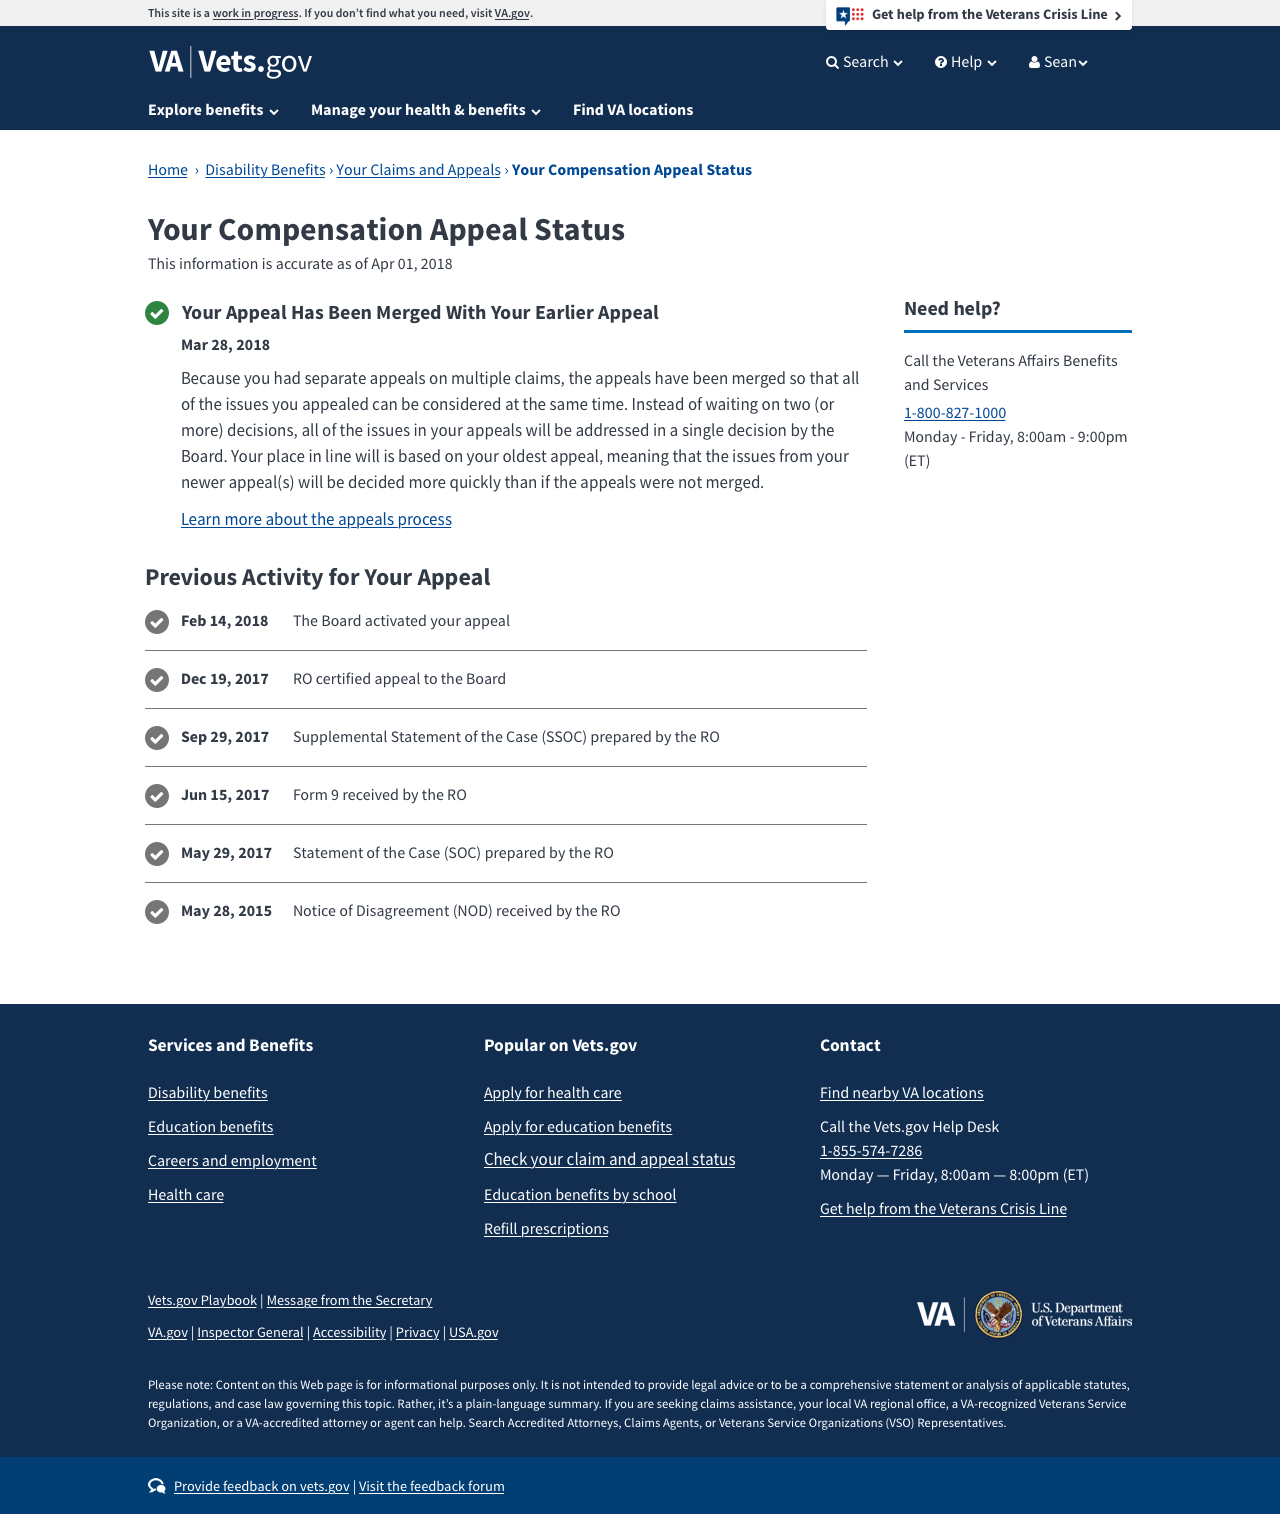 This site is a work in progress. If you don’t find what you need, visit VA.gov.
Get help from the Veterans Crisis Line
VA | Vets.gov
Search
Help
Sean
Explore benefits
Manage your health & benefits
Find VA locations
Home › Disability Benefits › Your Claims and Appeals › Your Compensation Appeal Status
Your Compensation Appeal Status
This information is accurate as of Apr 01, 2018
Your Appeal Has Been Merged With Your Earlier Appeal
Mar 28, 2018
Because you had separate appeals on multiple claims, the appeals have been merged so that all
of the issues you appealed can be considered at the same time. Instead of waiting on two (or
more) decisions, all of the issues in your appeals will be addressed in a single decision by the
Board. Your place in line will is based on your oldest appeal, meaning that the issues from your
newer appeal(s) will be decided more quickly than if the appeals were not merged.
Learn more about the appeals process
Need help?
Call the Veterans Affairs Benefits
and Services
1-800-827-1000
Monday - Friday, 8:00am - 9:00pm
(ET)
Previous Activity for Your Appeal
Feb 14, 2018 The Board activated your appeal
Dec 19, 2017 RO certified appeal to the Board
Sep 29, 2017 Supplemental Statement of the Case (SSOC) prepared by the RO
Jun 15, 2017 Form 9 received by the RO
May 29, 2017 Statement of the Case (SOC) prepared by the RO
May 28, 2015 Notice of Disagreement (NOD) received by the RO
Services and Benefits
Disability benefits
Education benefits
Careers and employment
Health care
Popular on Vets.gov
Apply for health care
Apply for education benefits
Check your claim and appeal status
Education benefits by school
Refill prescriptions
Contact
Find nearby VA locations
Call the Vets.gov Help Desk
1-855-574-7286
Monday — Friday, 8:00am — 8:00pm (ET)
Get help from the Veterans Crisis Line
Vets.gov Playbook | Message from the Secretary
VA.gov | Inspector General | Accessibility | Privacy | USA.gov
VA
U.S. Department
of Veterans Affairs
Please note: Content on this Web page is for informational purposes only. It is not intended to provide legal advice or to be a comprehensive statement or analysis of applicable statutes,
regulations, and case law governing this topic. Rather, it’s a plain-language summary. If you are seeking claims assistance, your local VA regional office, a VA-recognized Veterans Service
Organization, or a VA-accredited attorney or agent can help. Search Accredited Attorneys, Claims Agents, or Veterans Service Organizations (VSO) Representatives.
Provide feedback on vets.gov | Visit the feedback forum